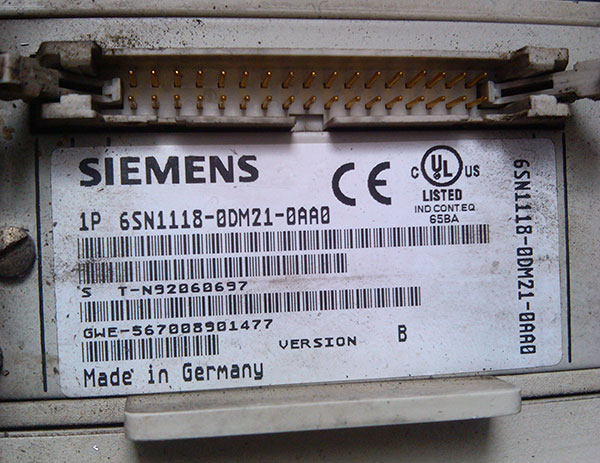 SIEMENS
CE
C UL US
LISTED
IND.CONT.EQ
65BA
1P 6SN1118-0DM21-0AA0
S T-N92060697
GWE-567008901477
VERSION B
Made in Germany
6SN1118-0DM21-0AA0